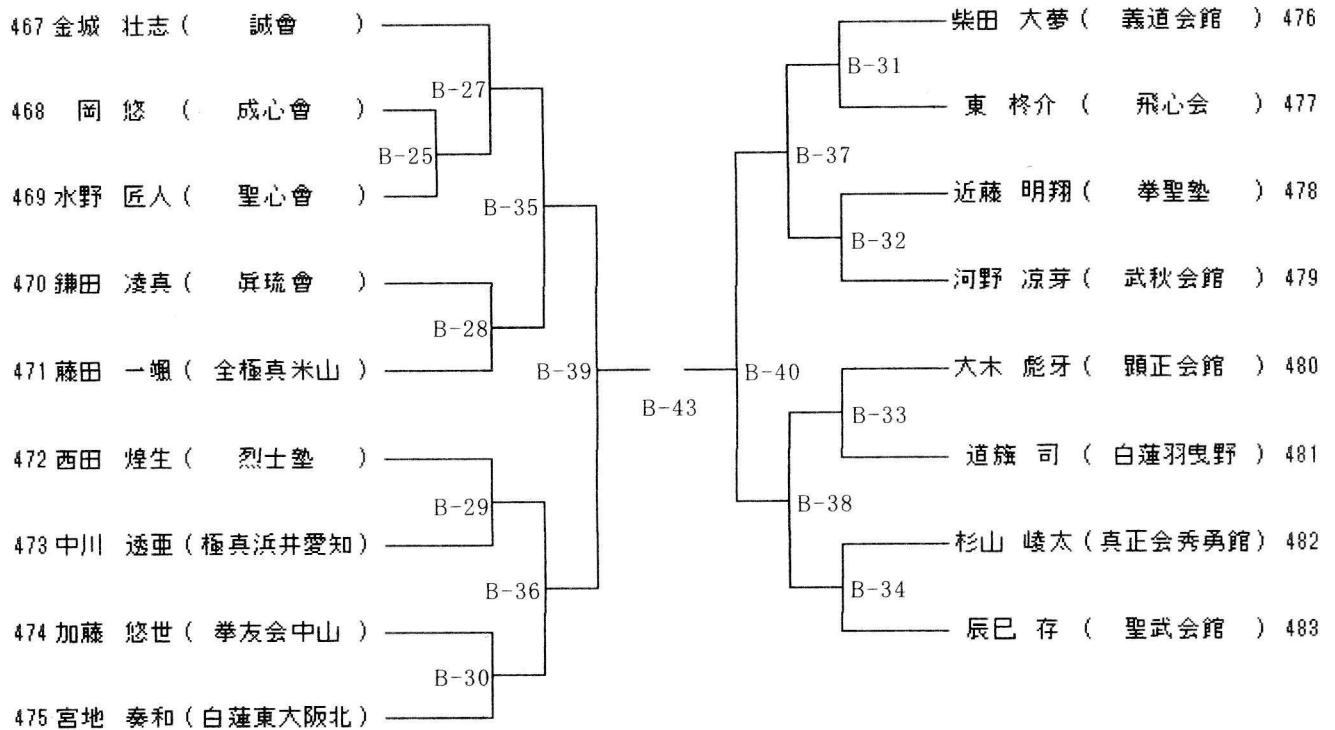 467 金城 壮志 ( 誠會 )
B-27
468 岡 悠 ( 成心會 )
B-25
469 水野 匠人 ( 聖心會 )
B-35
470 鎌田 凌真 ( 眞琉會 )
B-28
471 藤田 一颯 ( 全極真米山 )
B-39
472 西田 煌生 ( 烈士塾 )
B-29
473 中川 透亜 ( 極真浜井愛知 )
B-36
474 加藤 悠世 ( 拳友会中山 )
B-30
475 宮地 奏和 ( 白蓮東大阪北 )
B-43
柴田 大夢 ( 義道会館 ) 476
B-31
東 柊介 ( 飛心会 ) 477
B-37
近藤 明翔 ( 拳聖塾 ) 478
B-32
河野 凉芽 ( 武秋会館 ) 479
B-40
大木 彪牙 ( 顕正会館 ) 480
B-33
道簱 司 ( 白蓮羽曳野 ) 481
B-38
杉山 崚太 ( 真正会秀勇館 ) 482
B-34
辰巳 存 ( 聖武会館 ) 483